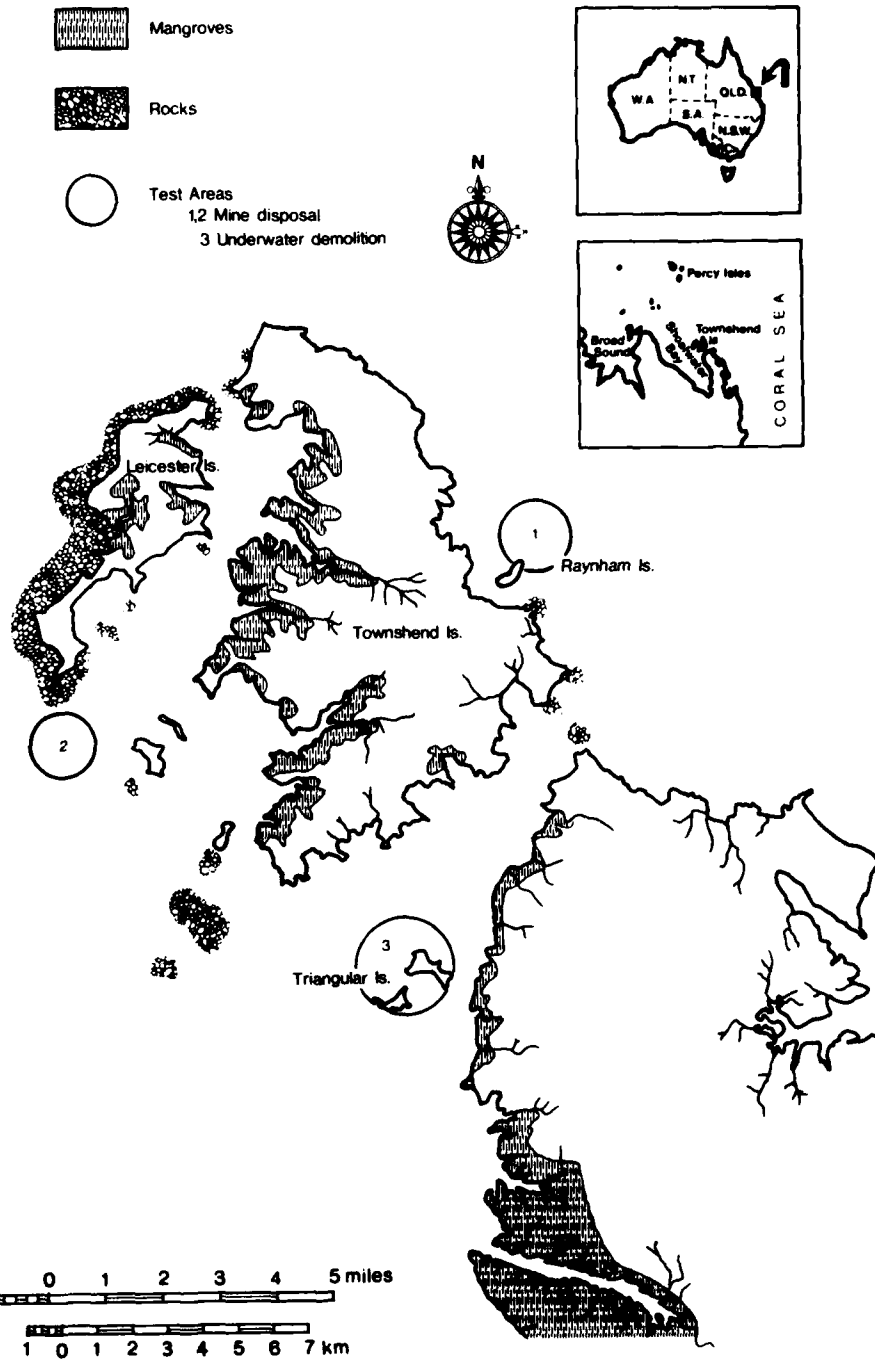 Mangroves
Rocks
Test Areas
1,2 Mine disposal
3 Underwater demolition
N
W.A
N.T
QLD.
S.A.
N.S.W.
Percy Isles
Broad
Sound
Shoalwater
Bay
Townshend
Is
CORAL SEA
Leicester Is.
1
Raynham Is.
Townshend Is.
2
3
Triangular Is.
0 1 2 3 4 5 miles
1 0 1 2 3 4 5 6 7 km